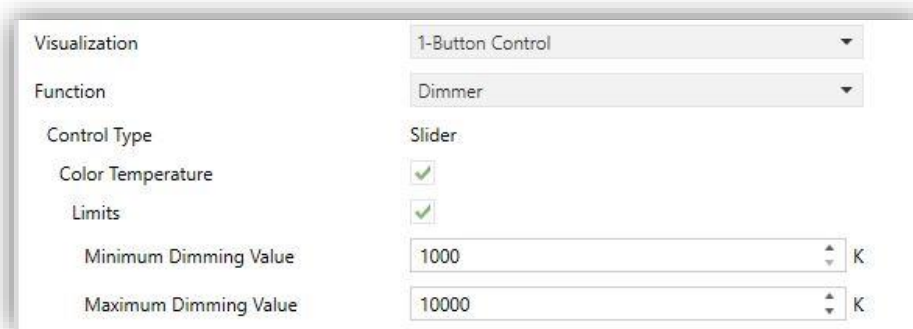 Visualization 1-Button Control
Function Dimmer
Control Type Slider
Color Temperature
Limits
Minimum Dimming Value 1000 K
Maximum Dimming Value 10000 K